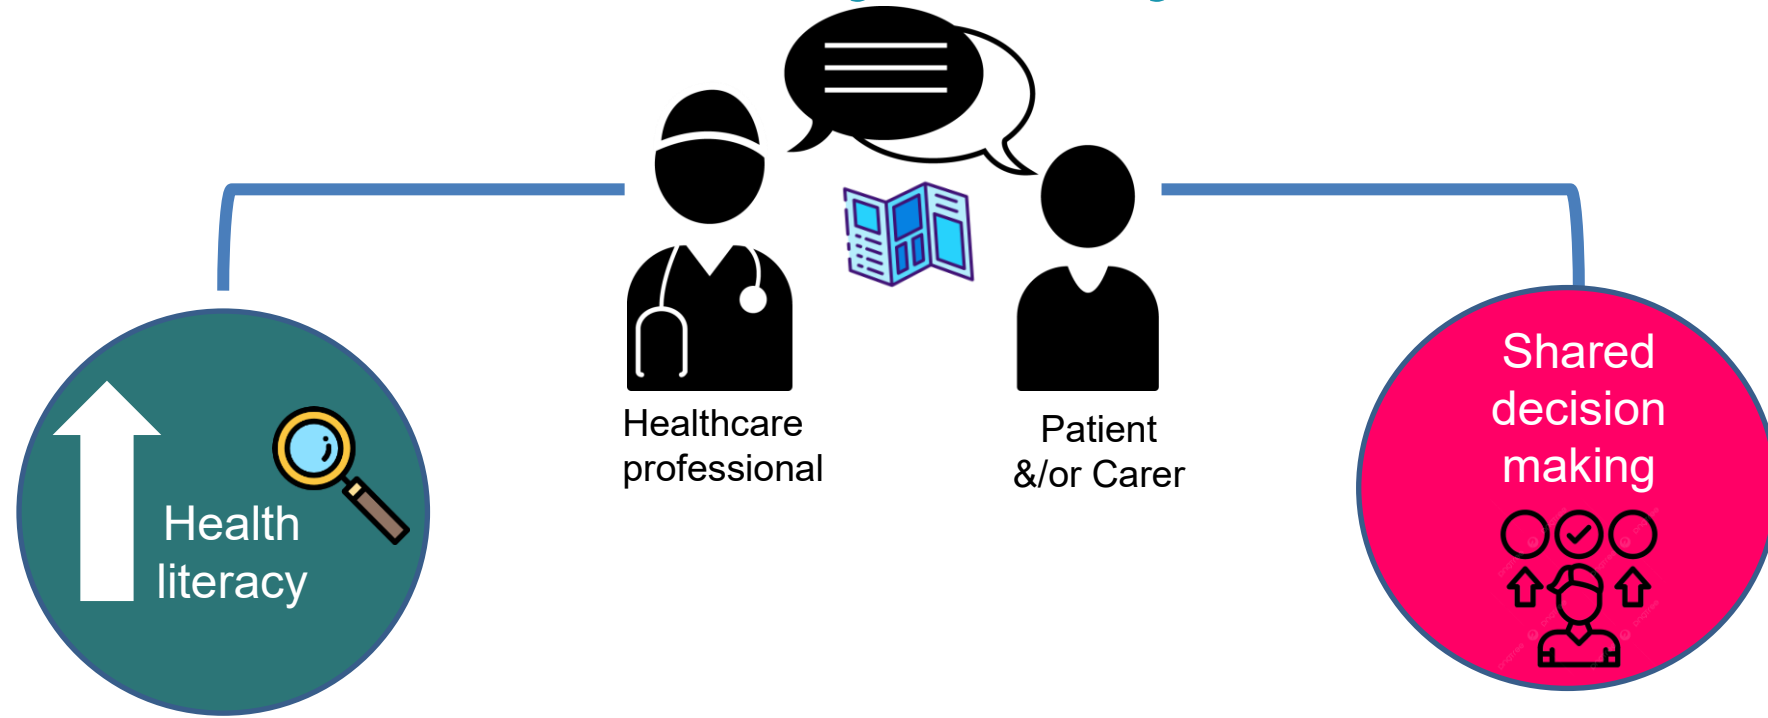 Healthcare
professional
Patient
&/or Carer
Health
literacy
Shared
decision
making